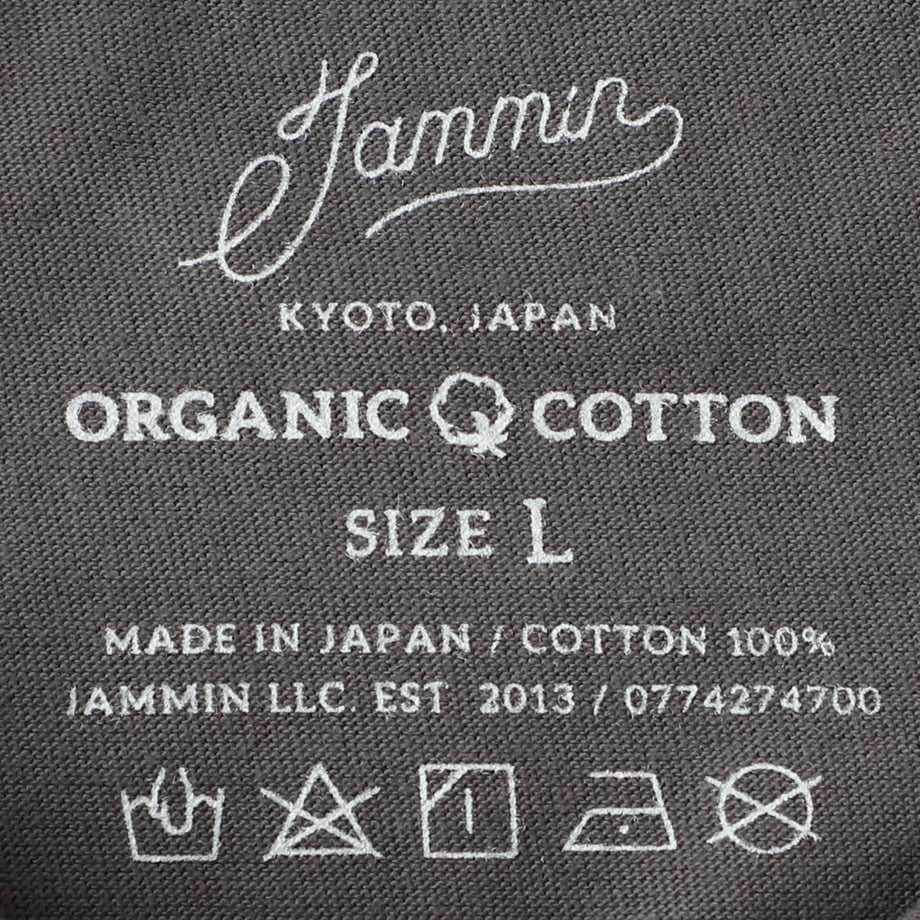 Jammin
KYOTO, JAPAN
ORGANIC COTTON
SIZE L
MADE IN JAPAN / COTTON 100%
JAMMIN LLC. EST 2013 / 0774274700